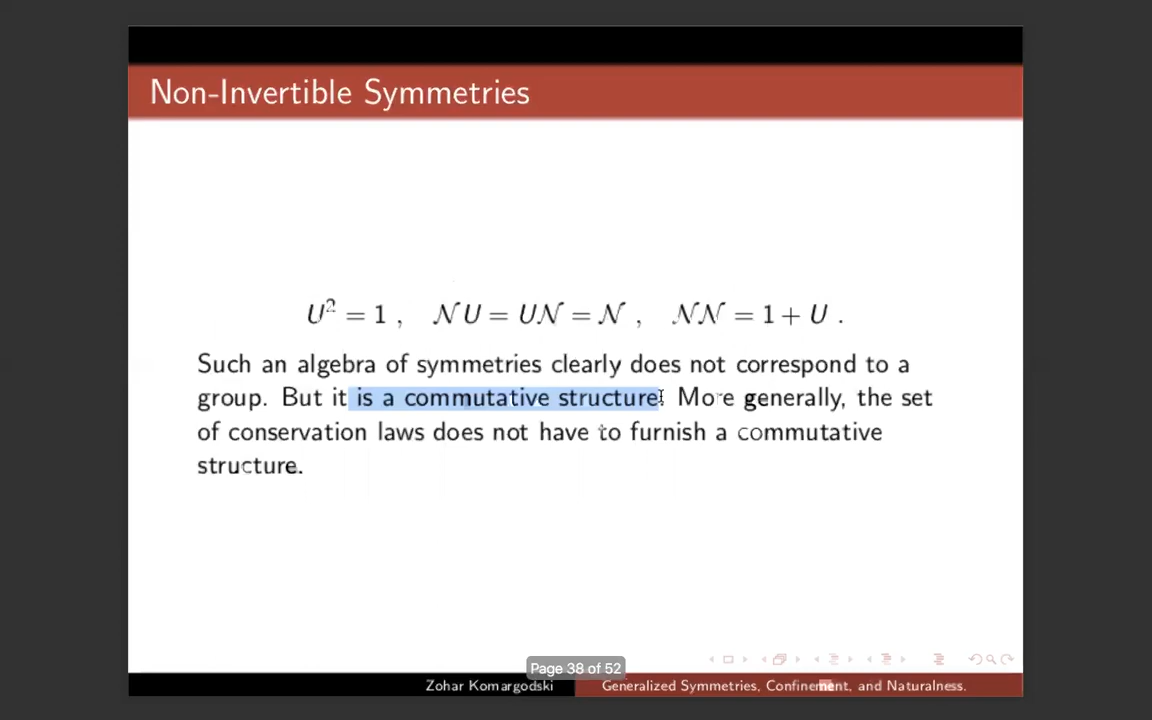 Non-Invertible Symmetries
U² = 1 , 𝒩U = U𝒩 = 𝒩 , 𝒩𝒩 = 1 + U .
Such an algebra of symmetries clearly does not correspond to a
group. But it is a commutative structure. More generally, the set
of conservation laws does not have to furnish a commutative
structure.
Page 38 of 52
Zohar Komargodski
Generalized Symmetries, Confinement, and Naturalness.